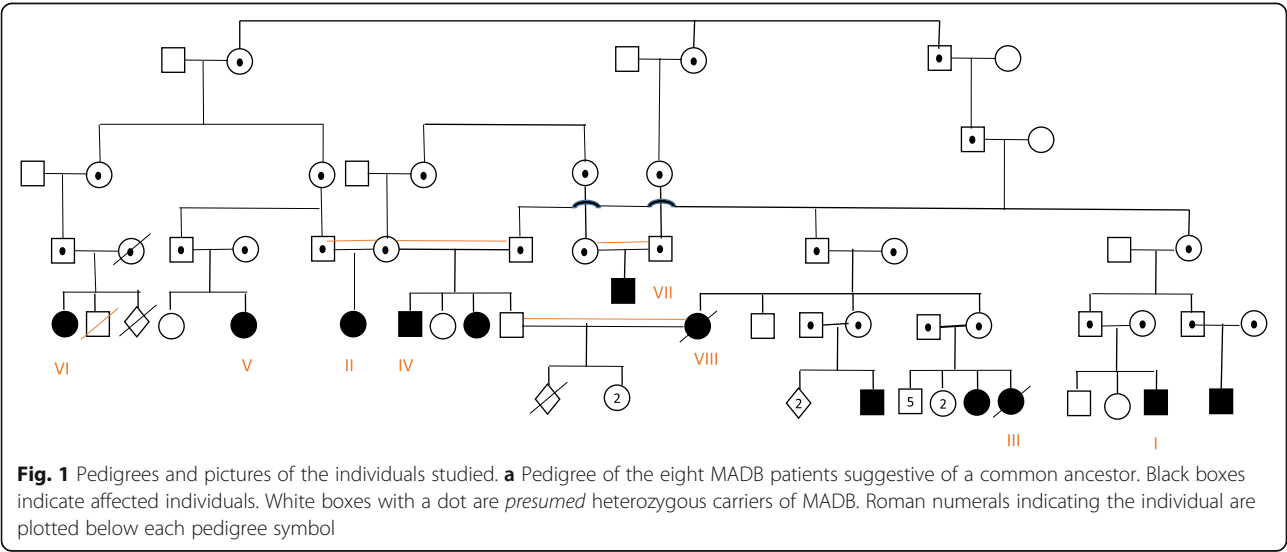 VII
VI
V
II
IV
VIII
2
2
5
2
III
I
Fig. 1 Pedigrees and pictures of the individuals studied. a Pedigree of the eight MADB patients suggestive of a common ancestor. Black boxes
indicate affected individuals. White boxes with a dot are presumed heterozygous carriers of MADB. Roman numerals indicating the individual are
plotted below each pedigree symbol